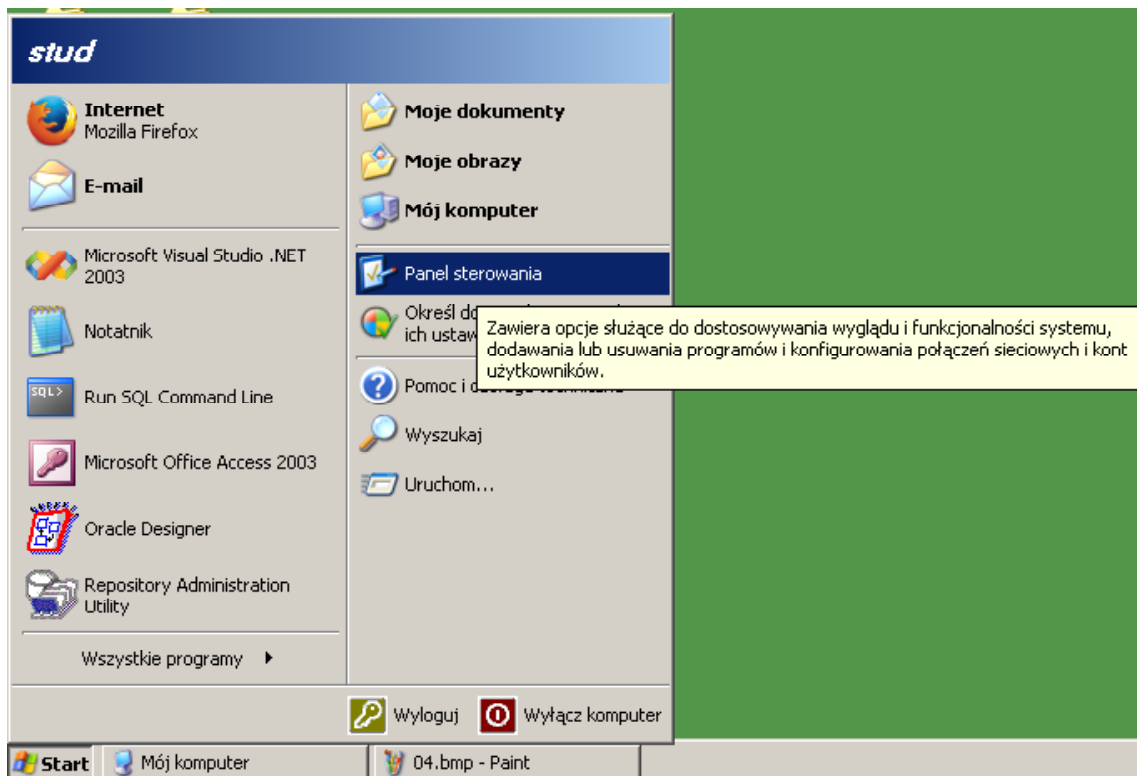 stud
Internet
Mozilla Firefox
E-mail
Microsoft Visual Studio .NET
2003
Notatnik
SQL>
Run SQL Command Line
Microsoft Office Access 2003
Oracle Designer
Repository Administration
Utility
Wszystkie programy
Moje dokumenty
Moje obrazy
Mój komputer
Panel sterowania
Określ
ich
Zawiera opcje służące do dostosowywania wyglądu i funkcjonalności systemu,
dodawania lub usuwania programów i konfigurowania połączeń sieciowych i kont
użytkowników.
Pomoc i
Wyszukaj
Uruchom...
Wyloguj
Wyłącz komputer
Start
Mój komputer
04.bmp - Paint